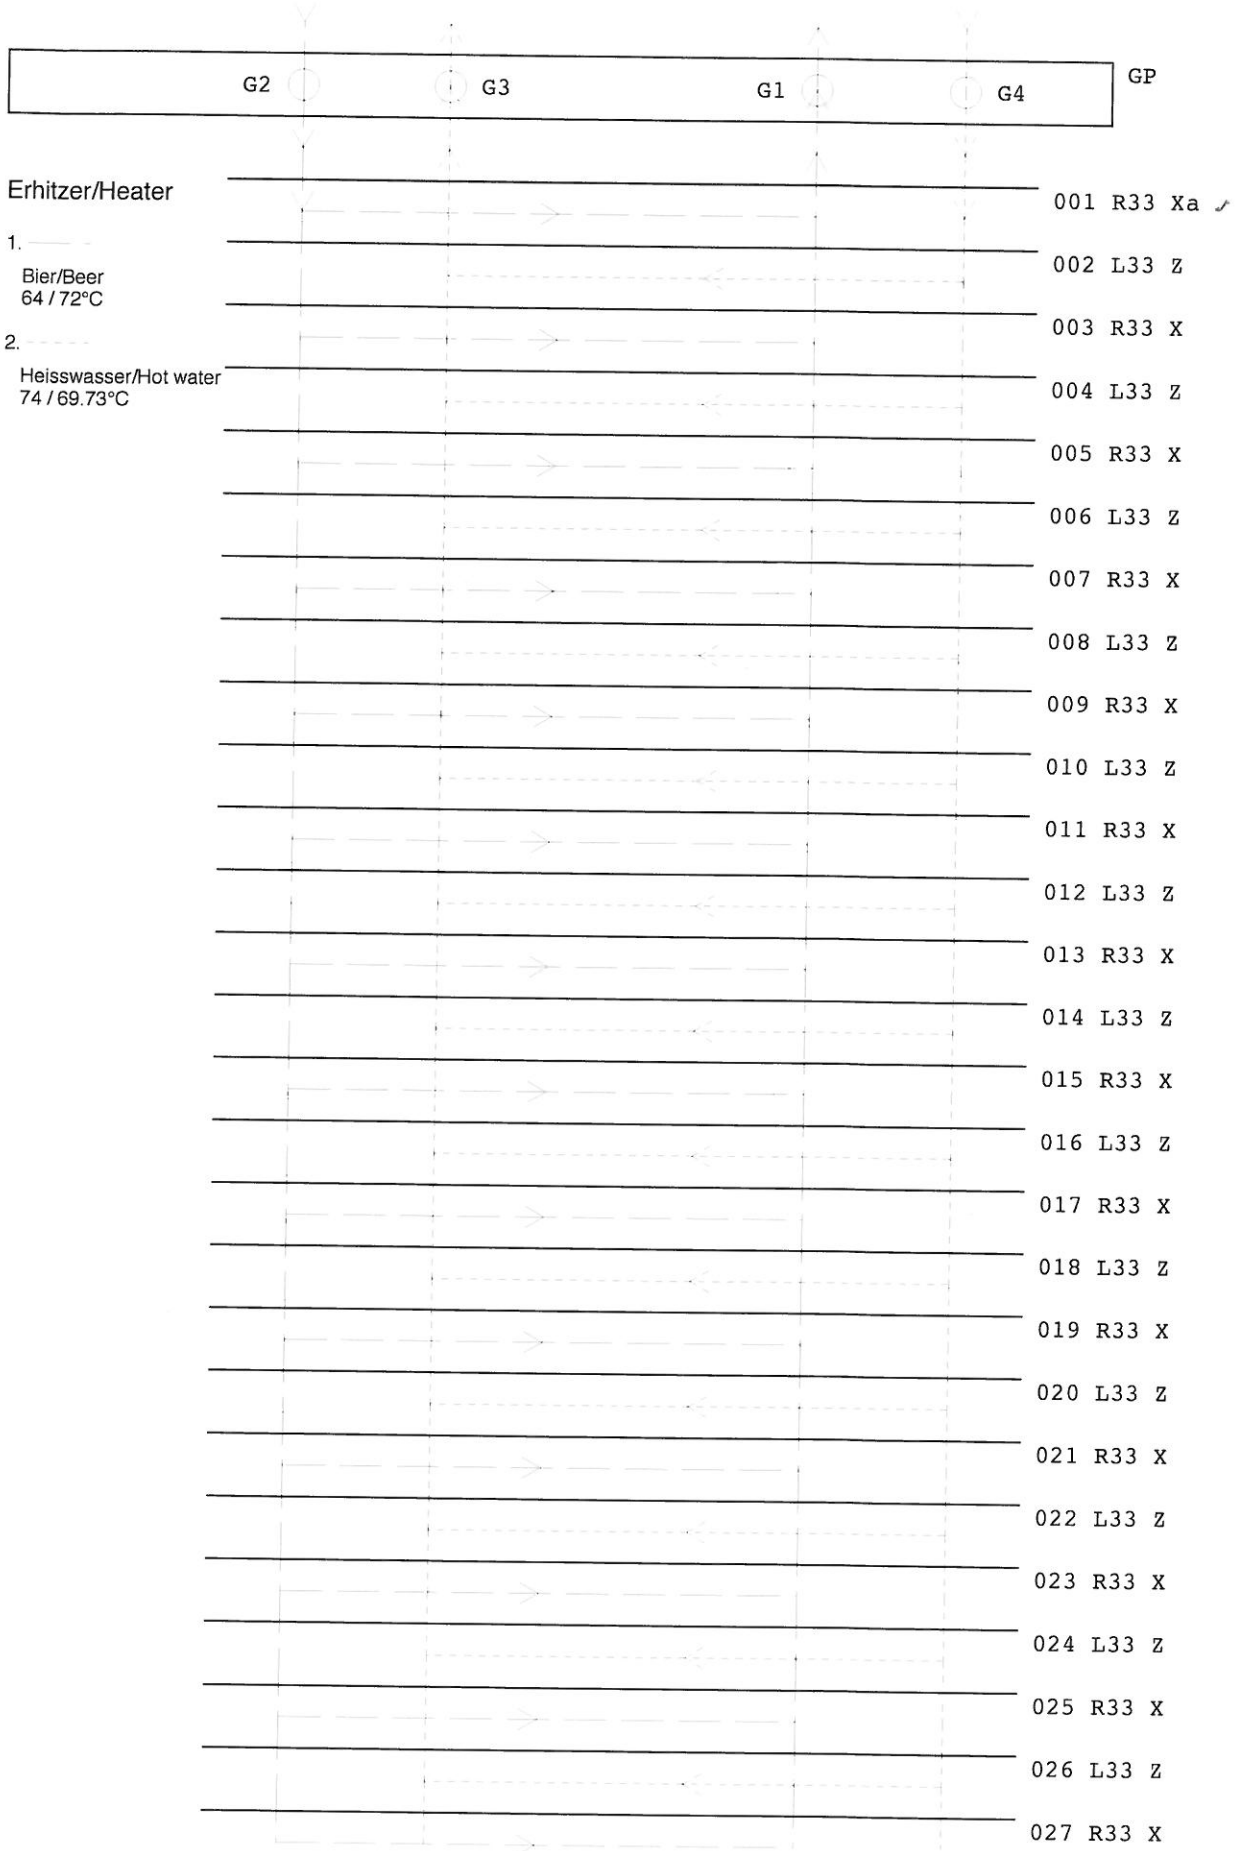 G2 G3 G1 G4 GP
Erhitzer/Heater
1.
Bier/Beer
64 / 72°C
2.
Heisswasser/Hot water
74 / 69.73°C
001 R33 Xa
002 L33 Z
003 R33 X
004 L33 Z
005 R33 X
006 L33 Z
007 R33 X
008 L33 Z
009 R33 X
010 L33 Z
011 R33 X
012 L33 Z
013 R33 X
014 L33 Z
015 R33 X
016 L33 Z
017 R33 X
018 L33 Z
019 R33 X
020 L33 Z
021 R33 X
022 L33 Z
023 R33 X
024 L33 Z
025 R33 X
026 L33 Z
027 R33 X